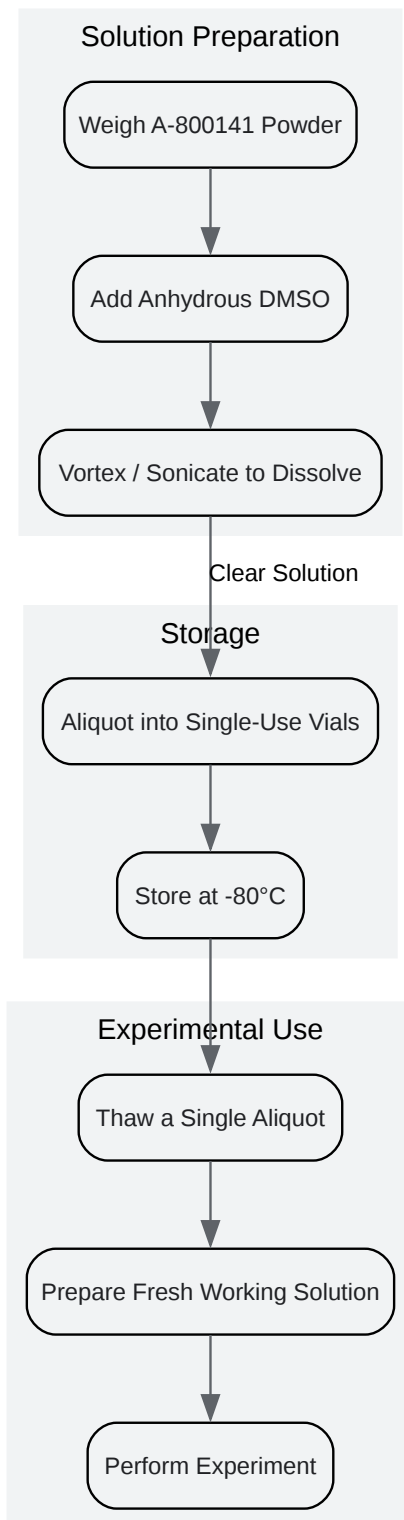 Solution Preparation
Weigh A-800141 Powder
Add Anhydrous DMSO
Vortex / Sonicate to Dissolve
Clear Solution
Storage
Aliquot into Single-Use Vials
Store at -80°C
Experimental Use
Thaw a Single Aliquot
Prepare Fresh Working Solution
Perform Experiment